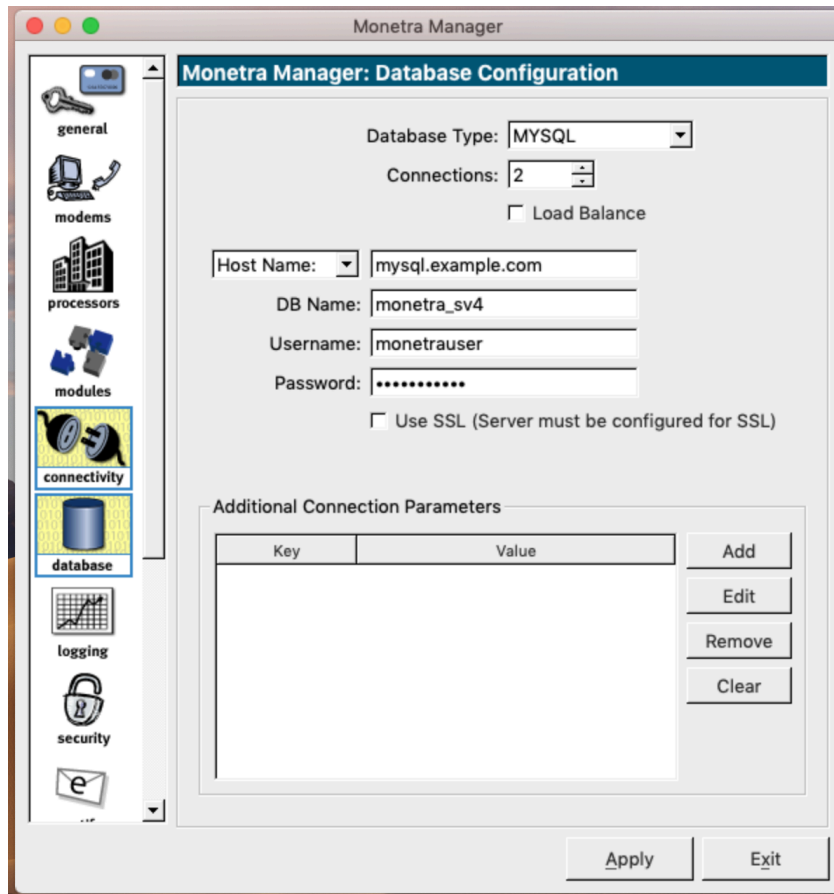 Monetra Manager
general
modems
processors
modules
connectivity
database
logging
security
Monetra Manager: Database Configuration
Database Type: MYSQL
Connections: 2
Load Balance
Host Name: mysql.example.com
DB Name: monetra_sv4
Username: monetrauser
Password: •••••••••••
Use SSL (Server must be configured for SSL)
Additional Connection Parameters
Key Value
Add
Edit
Remove
Clear
Apply Exit